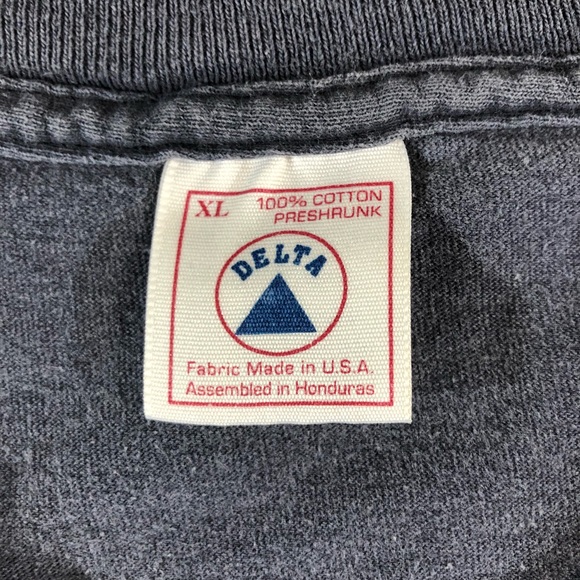 XL
100% COTTON
PRESHRUNK
DELTA
Fabric Made in U.S.A.
Assembled in Honduras